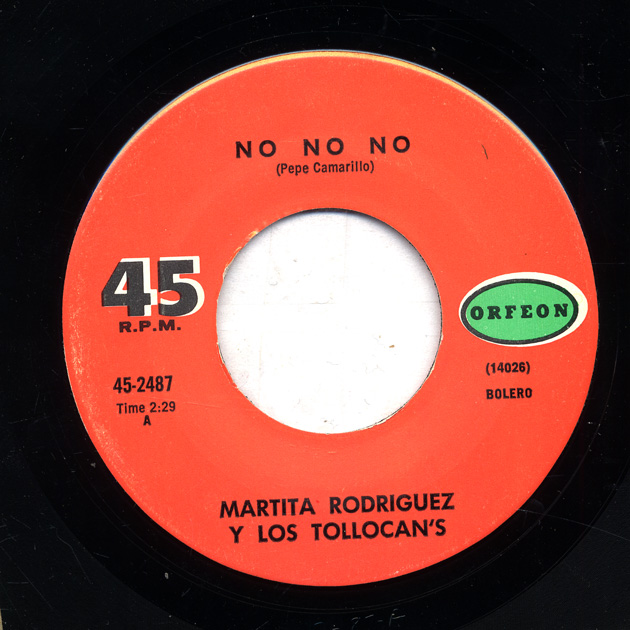 NO NO NO
(Pepe Camarillo)
45
R.P.M.
ORFEON
45-2487
Time 2:29
A
(14026)
BOLERO
MARTITA RODRIGUEZ
Y LOS TOLLOCAN'S